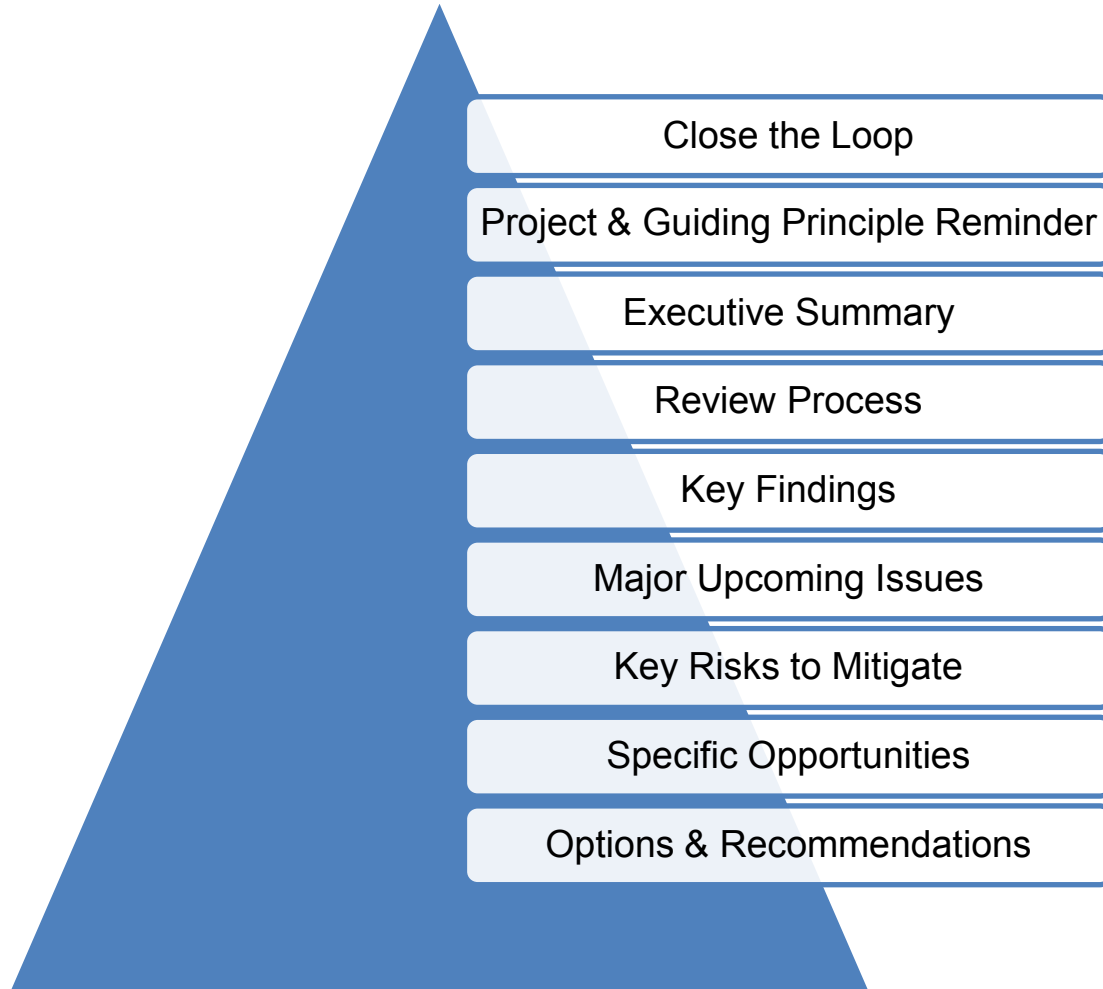 Close the Loop
Project & Guiding Principle Reminder
Executive Summary
Review Process
Key Findings
Major Upcoming Issues
Key Risks to Mitigate
Specific Opportunities
Options & Recommendations